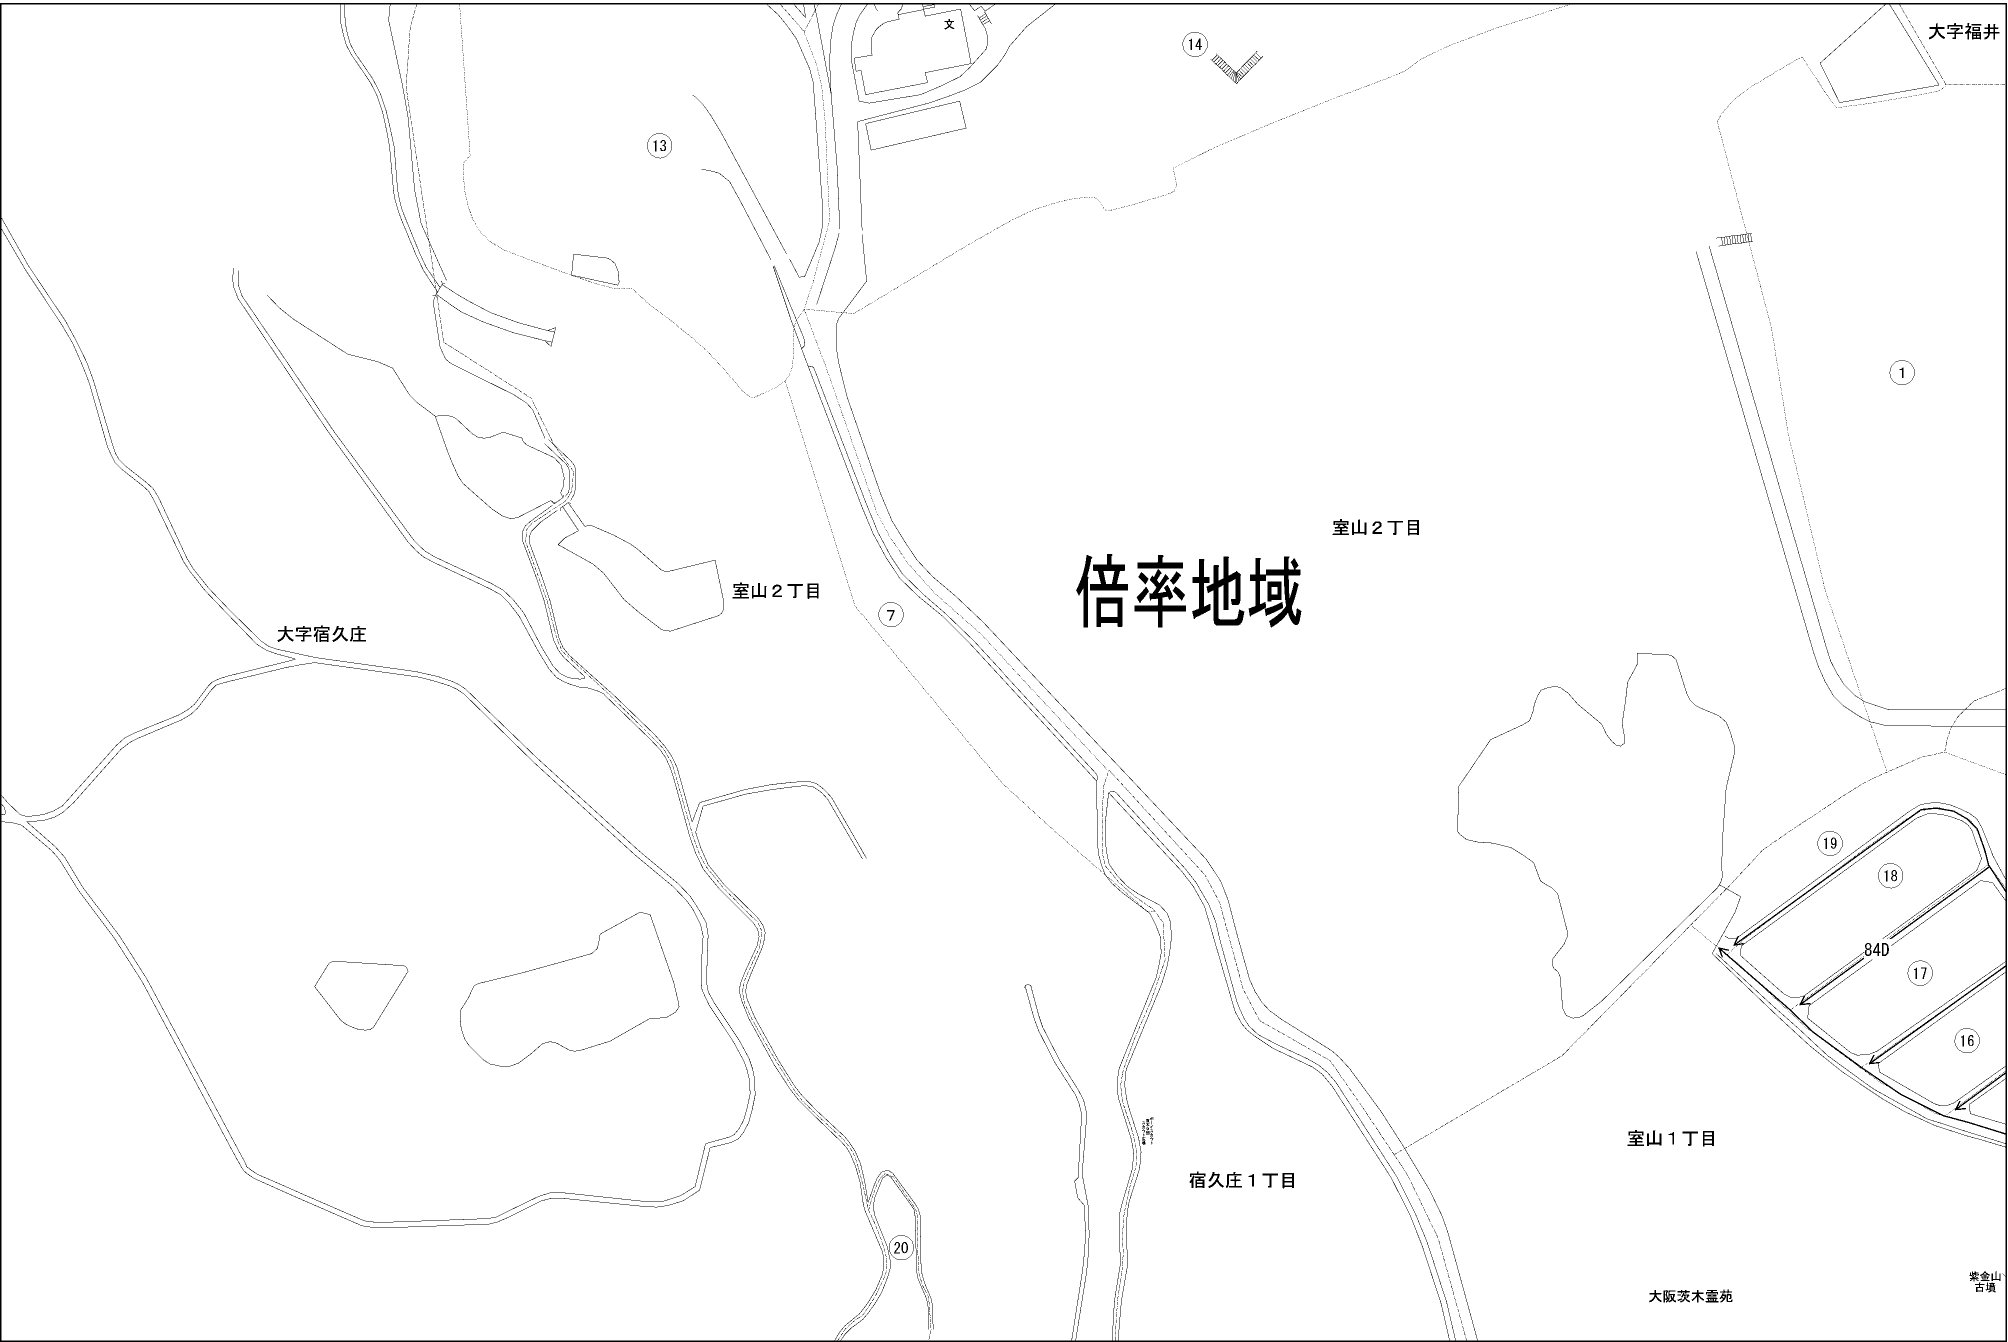 文
大字福井
14
13
1
室山２丁目
倍率地域
室山２丁目
7
大字宿久庄
19
18
84D
17
16
室山１丁目
宿久庄１丁目
20
紫金山
古墳
大阪茨木霊苑